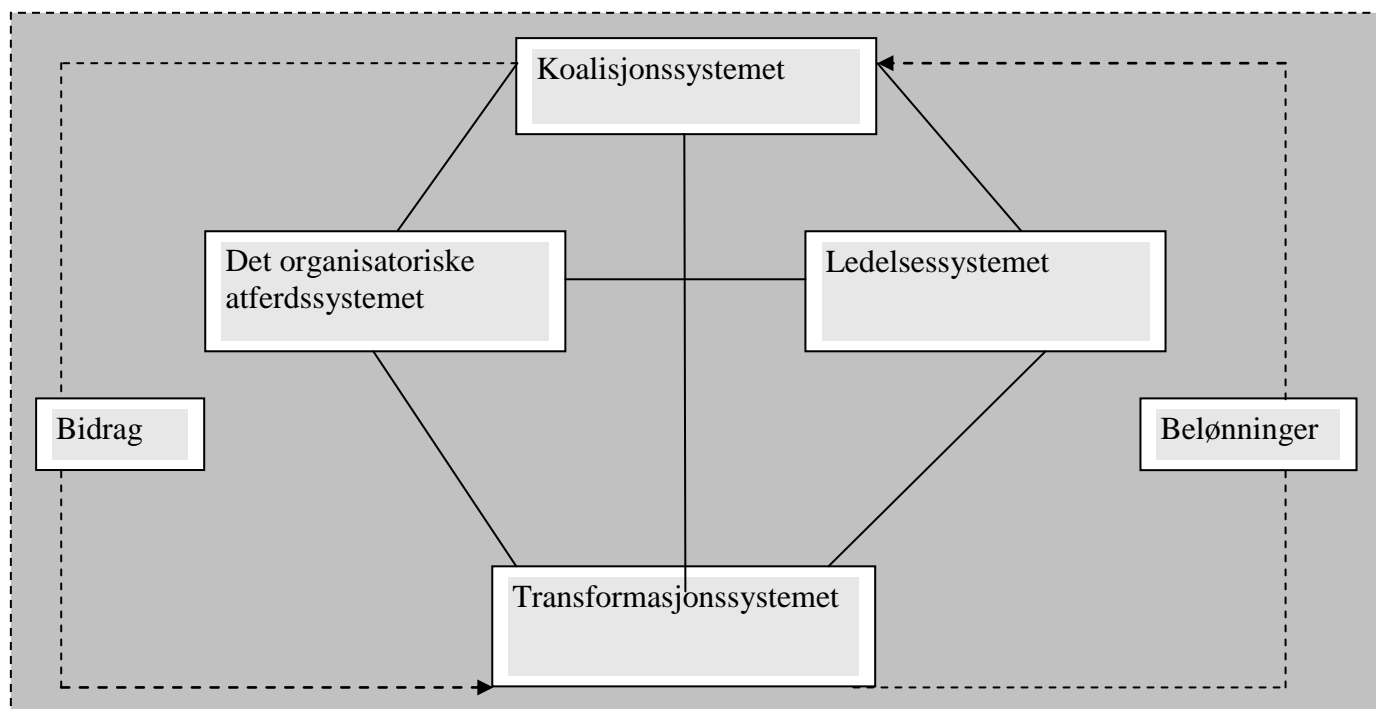 Koalisjonssystemet
Det organisatoriske
atferdssystemet
Ledelsessystemet
Bidrag
Belønninger
Transformasjonssystemet